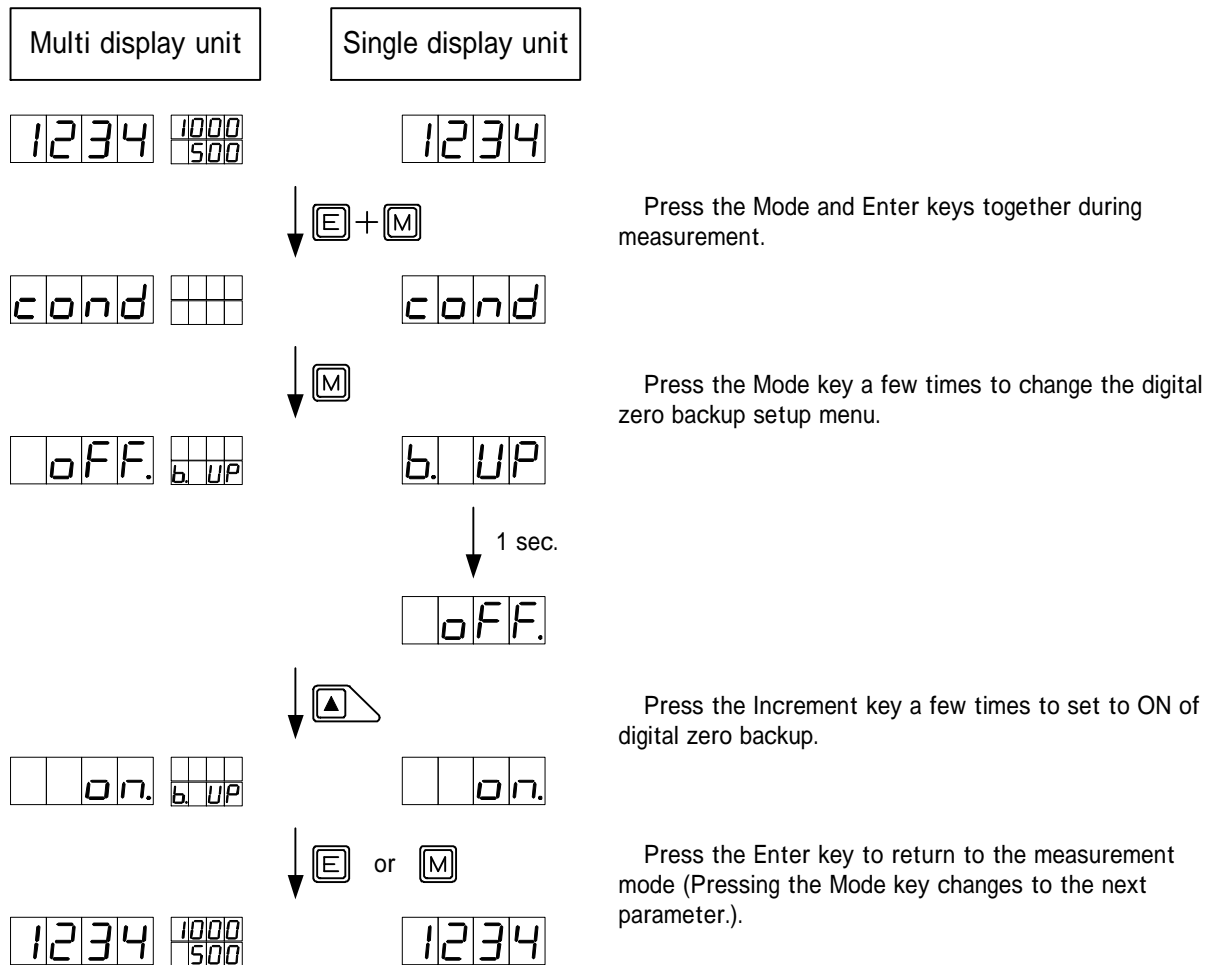 Multi display unit
Single display unit
1234 1000
500
1234
E + M
Press the Mode and Enter keys together during
measurement.
cond
cond
M
Press the Mode key a few times to change the digital
zero backup setup menu.
oFF. b. UP
b. UP
1 sec.
oFF.
▲
Press the Increment key a few times to set to ON of
digital zero backup.
on. b. UP
on.
E or M
Press the Enter key to return to the measurement
mode (Pressing the Mode key changes to the next
parameter.).
1234 1000
500
1234